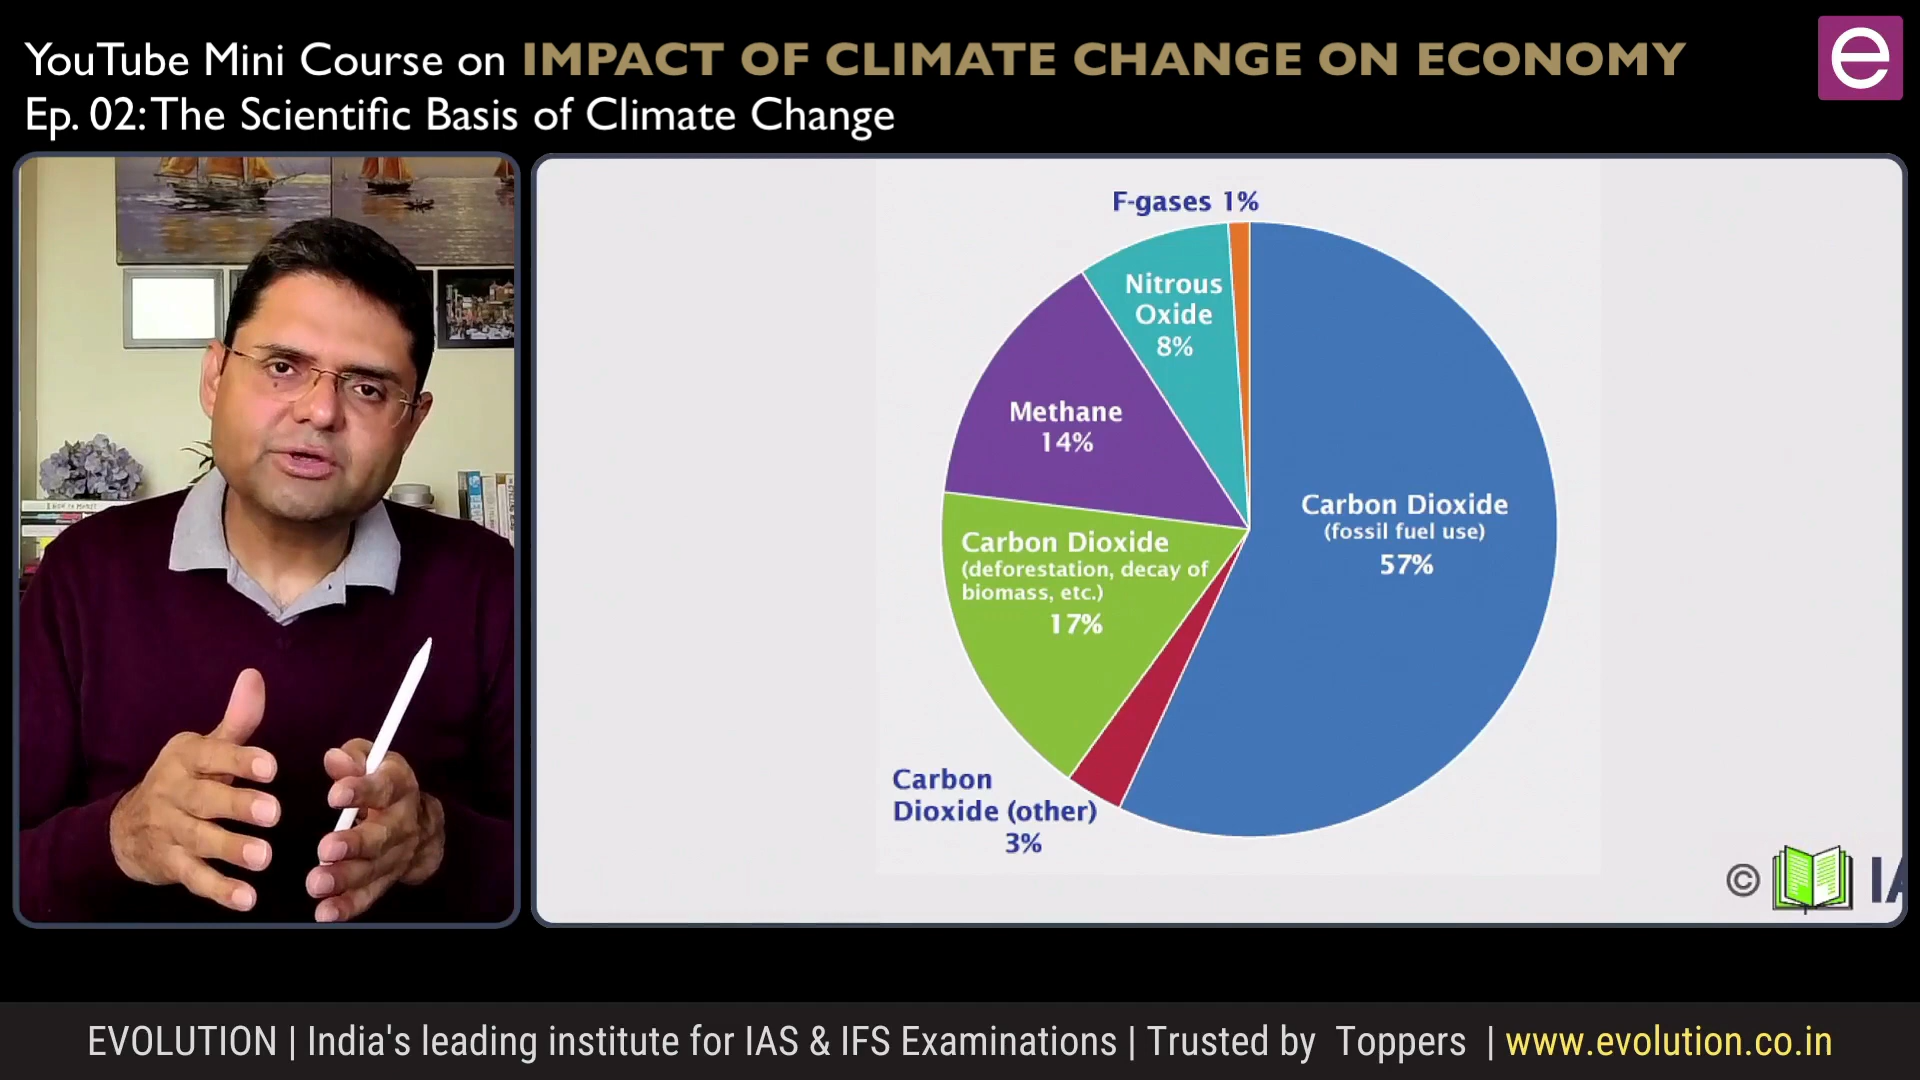 YouTube Mini Course on IMPACT OF CLIMATE CHANGE ON ECONOMY
Ep. 02: The Scientific Basis of Climate Change
e
F-gases 1%
Nitrous
Oxide
8%
Methane
14%
Carbon Dioxide
(fossil fuel use)
57%
Carbon Dioxide
(deforestation, decay of
biomass, etc.)
17%
Carbon
Dioxide (other)
3%
© IA
EVOLUTION | India's leading institute for IAS & IFS Examinations | Trusted by Toppers | www.evolution.co.in